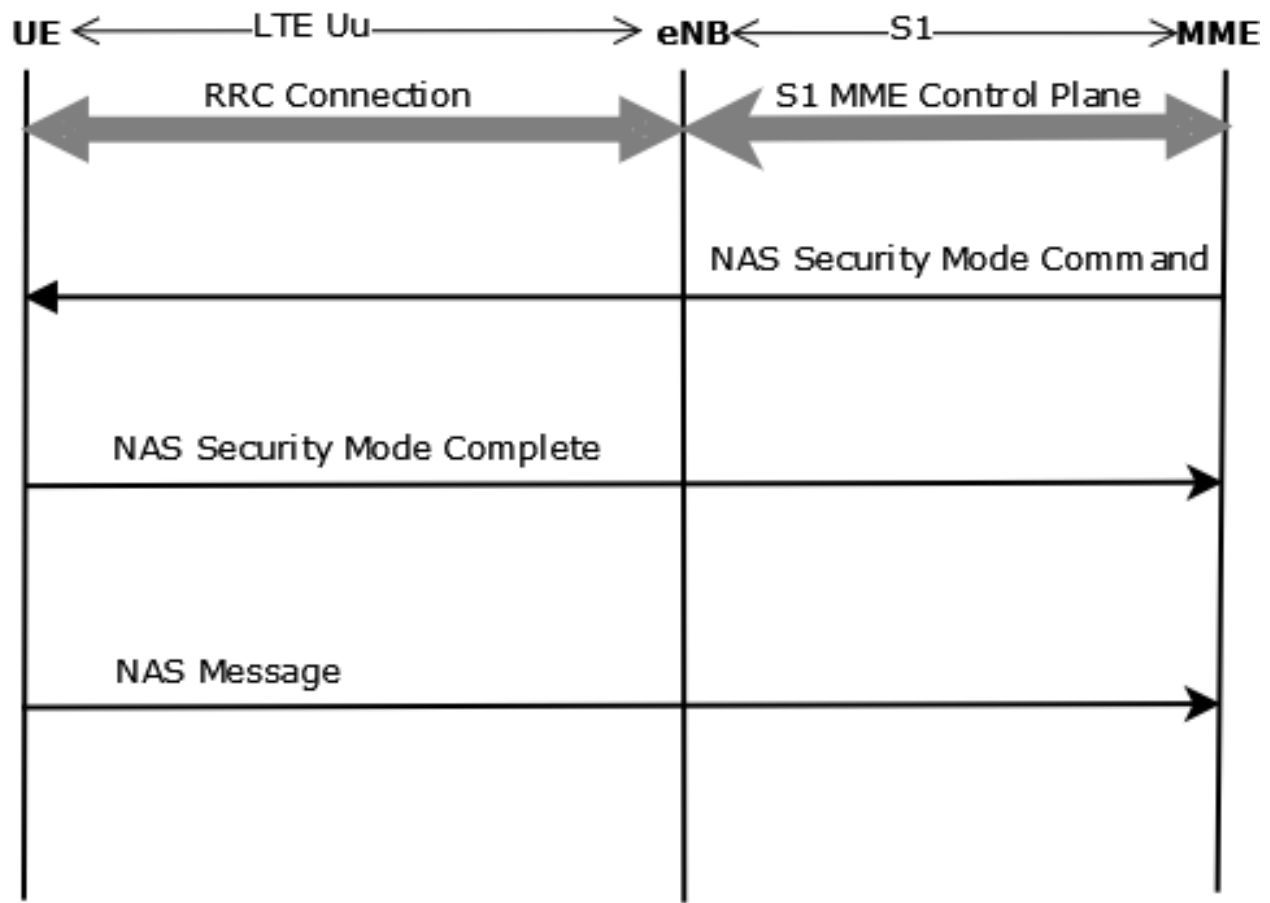 UE LTE Uu eNB S1 MME
RRC Connection S1 MME Control Plane
NAS Security Mode Command
NAS Security Mode Complete
NAS Message